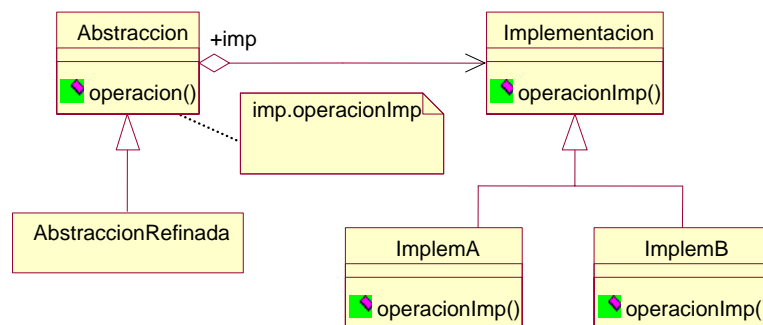 Abstraccion
+imp
Implementacion
operacion()
imp.operacionImp
operacionImp()
AbstraccionRefinada
ImplemA
ImplemB
operacionImp()
operacionImp(